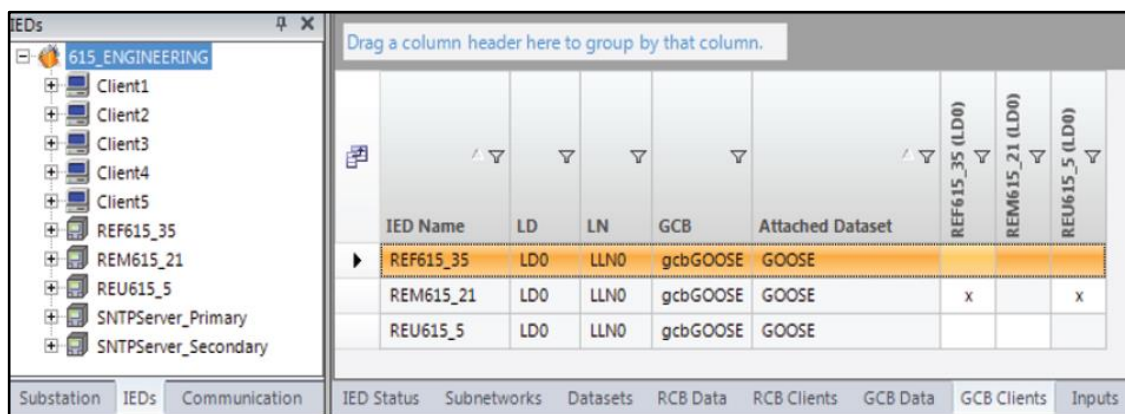 IEDs
615_ENGINEERING
Client1
Client2
Client3
Client4
Client5
REF615_35
REM615_21
REU615_5
SNTPServer_Primary
SNTPServer_Secondary
Substation IEDs Communication
Drag a column header here to group by that column.
IED Name LD LN GCB Attached Dataset REF615_35 (LD0) REM615_21 (LD0) REU615_5 (LD0)
REF615_35 LD0 LLN0 gcbGOOSE GOOSE
REM615_21 LD0 LLN0 gcbGOOSE GOOSE x x
REU615_5 LD0 LLN0 gcbGOOSE GOOSE
IED Status Subnetworks Datasets RCB Data RCB Clients GCB Data GCB Clients Inputs